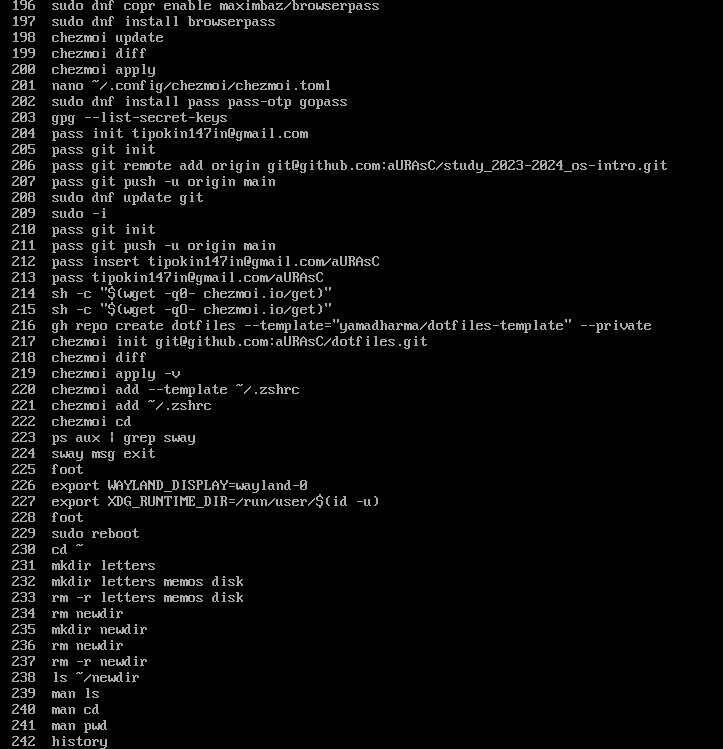 196 sudo dnf copr enable maximbaz/browserpass
197 sudo dnf install browserpass
198 chezmoi update
199 chezmoi diff
200 chezmoi apply
201 nano ~/.config/chezmoi/chezmoi.toml
202 sudo dnf install pass pass-otp gopass
203 gpg --list-secret-keys
204 pass init tipokin147in@gmail.com
205 pass git init
206 pass git remote add origin git@github.com:aURAsC/study_2023-2024_os-intro.git
207 pass git push -u origin main
208 sudo dnf update git
209 sudo -i
210 pass git init
211 pass git push -u origin main
212 pass insert tipokin147in@gmail.com/aURAsC
213 pass tipokin147in@gmail.com/aURAsC
214 sh -c "$(wget -q0- chezmoi.io/get)"
215 sh -c "$(wget -qO- chezmoi.io/get)"
216 gh repo create dotfiles --template="yamadharma/dotfiles-template" --private
217 chezmoi init git@github.com:aURAsC/dotfiles.git
218 chezmoi diff
219 chezmoi apply -v
220 chezmoi add --template ~/.zshrc
221 chezmoi add ~/.zshrc
222 chezmoi cd
223 ps aux | grep sway
224 sway msg exit
225 foot
226 export WAYLAND_DISPLAY=wayland-0
227 export XDG_RUNTIME_DIR=/run/user/$(id -u)
228 foot
229 sudo reboot
230 cd ~
231 mkdir letters
232 mkdir letters memos disk
233 rm -r letters memos disk
234 rm newdir
235 mkdir newdir
236 rm newdir
237 rm -r newdir
238 ls ~/newdir
239 man ls
240 man cd
241 man pwd
242 history